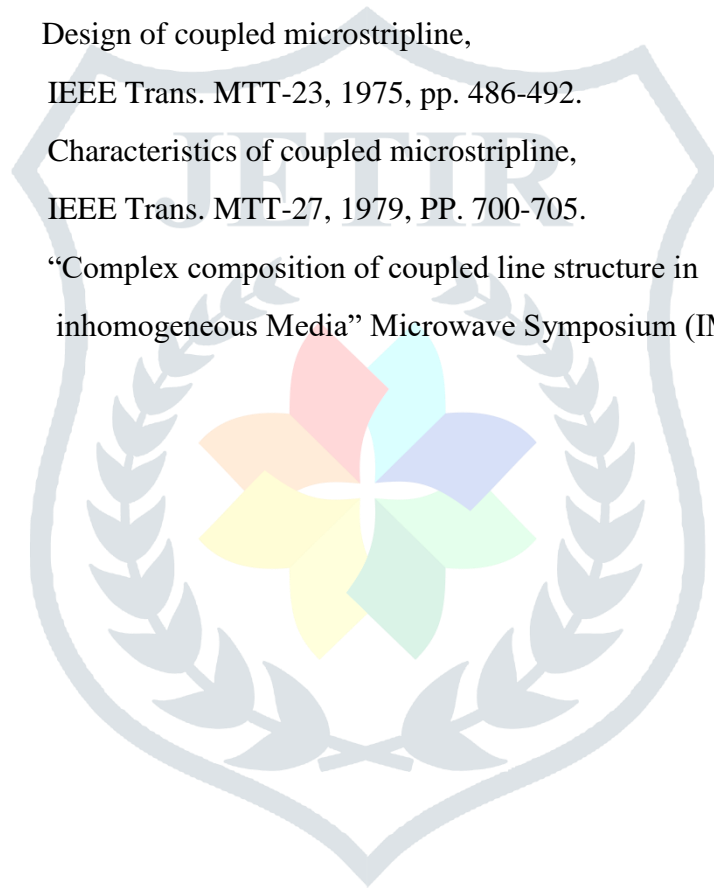 Design of coupled microstripline,
IEEE Trans. MTT-23, 1975, pp. 486-492.
Characteristics of coupled microstripline,
JETIR
IEEE Trans. MTT-27, 1979, PP. 700-705.
“Complex composition of coupled line structure in
inhomogeneous Media” Microwave Symposium